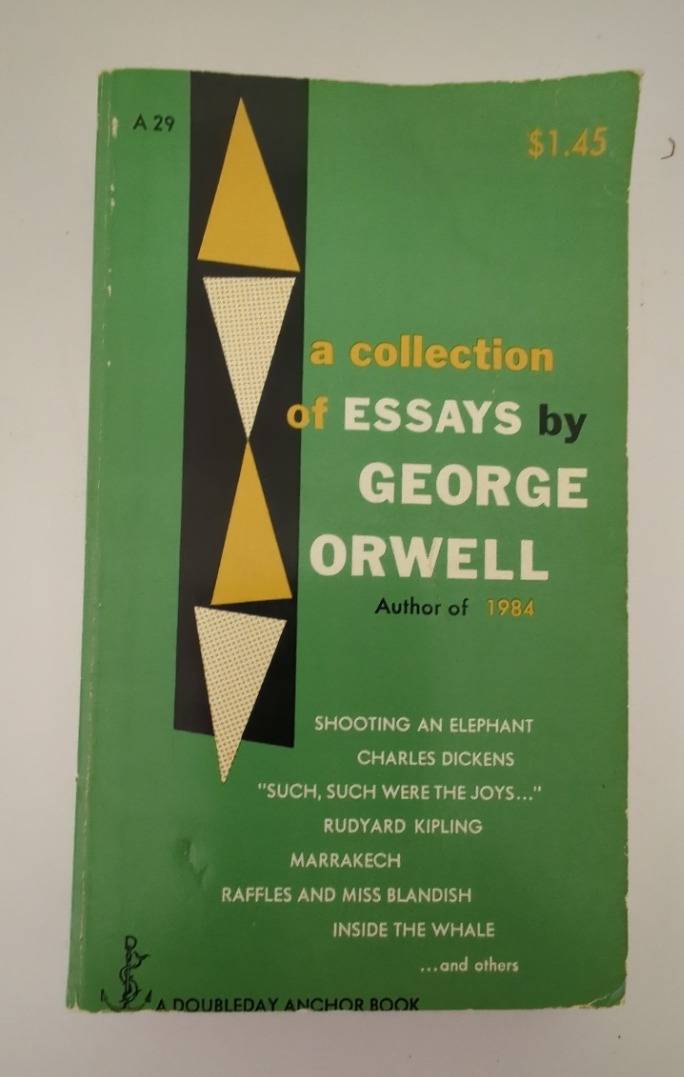 A 29
$1.45
a collection
of ESSAYS by
GEORGE
ORWELL
Author of 1984
SHOOTING AN ELEPHANT
CHARLES DICKENS
"SUCH, SUCH WERE THE JOYS..."
RUDYARD KIPLING
MARRAKECH
RAFFLES AND MISS BLANDISH
INSIDE THE WHALE
...and others
A DOUBLEDAY ANCHOR BOOK